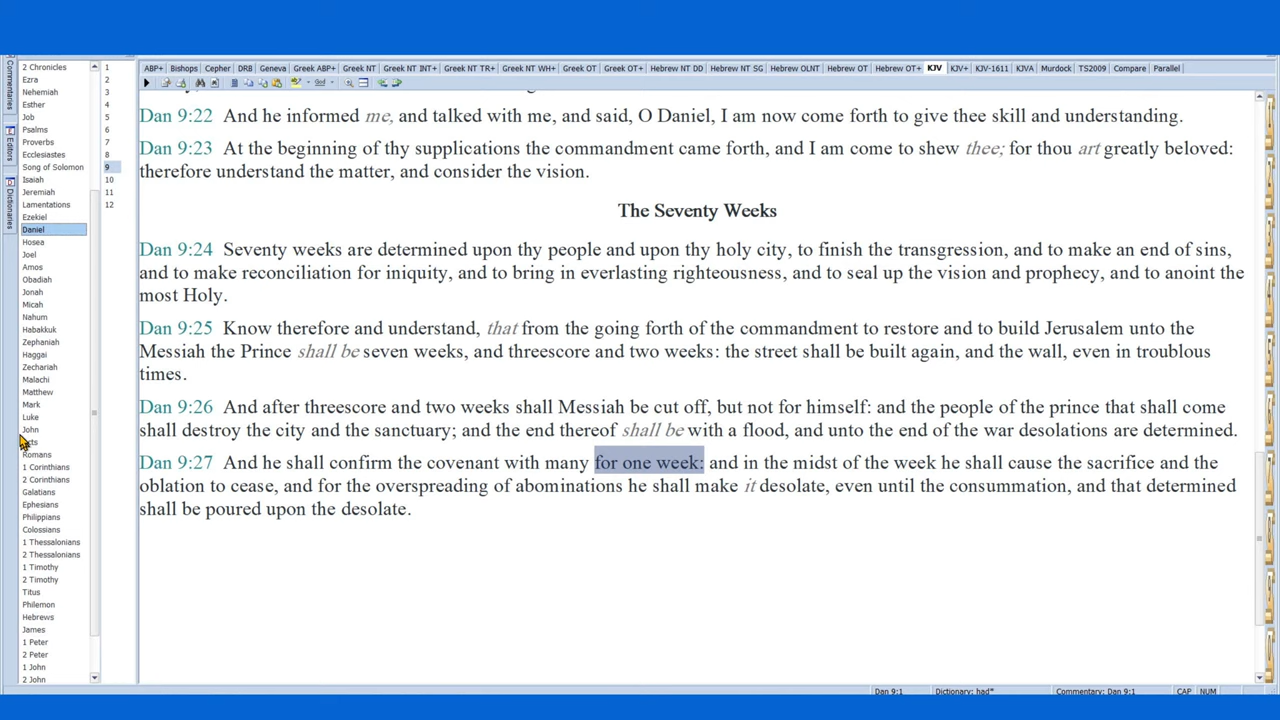 ABP+ Bishops Cepher DRB Geneva Greek ABP+ Greek NT Greek NT INT+ Greek NT TR+ Greek NT WH+ Greek OT Greek OT+ Hebrew NT DD Hebrew NT SG Hebrew OLNT Hebrew OT Hebrew OT+ KJV KJV+ KJV-1611 KJVA Murdock TS2009 Compare Parallel
Commentaries
Editors
Dictionaries
2 Chronicles
Ezra
Nehemiah
Esther
Job
Psalms
Proverbs
Ecclesiastes
Song of Solomon
Isaiah
Jeremiah
Lamentations
Ezekiel
Daniel
Hosea
Joel
Amos
Obadiah
Jonah
Micah
Nahum
Habakkuk
Zephaniah
Haggai
Zechariah
Malachi
Matthew
Mark
Luke
John
Romans
1 Corinthians
2 Corinthians
Galatians
Ephesians
Philippians
Colossians
1 Thessalonians
2 Thessalonians
1 Timothy
2 Timothy
Titus
Philemon
Hebrews
James
1 Peter
2 Peter
1 John
2 John
1
2
3
4
5
6
7
8
9
10
11
12
Dan 9:22 And he informed me, and talked with me, and said, O Daniel, I am now come forth to give thee skill and understanding.
Dan 9:23 At the beginning of thy supplications the commandment came forth, and I am come to shew thee; for thou art greatly beloved:
therefore understand the matter, and consider the vision.
The Seventy Weeks
Dan 9:24 Seventy weeks are determined upon thy people and upon thy holy city, to finish the transgression, and to make an end of sins,
and to make reconciliation for iniquity, and to bring in everlasting righteousness, and to seal up the vision and prophecy, and to anoint the
most Holy.
Dan 9:25 Know therefore and understand, that from the going forth of the commandment to restore and to build Jerusalem unto the
Messiah the Prince shall be seven weeks, and threescore and two weeks: the street shall be built again, and the wall, even in troublous
times.
Dan 9:26 And after threescore and two weeks shall Messiah be cut off, but not for himself: and the people of the prince that shall come
shall destroy the city and the sanctuary; and the end thereof shall be with a flood, and unto the end of the war desolations are determined.
Dan 9:27 And he shall confirm the covenant with many for one week: and in the midst of the week he shall cause the sacrifice and the
oblation to cease, and for the overspreading of abominations he shall make it desolate, even until the consummation, and that determined
shall be poured upon the desolate.
Dan 9:1 Dictionary: had* Commentary: Dan 9:1 CAP NUM